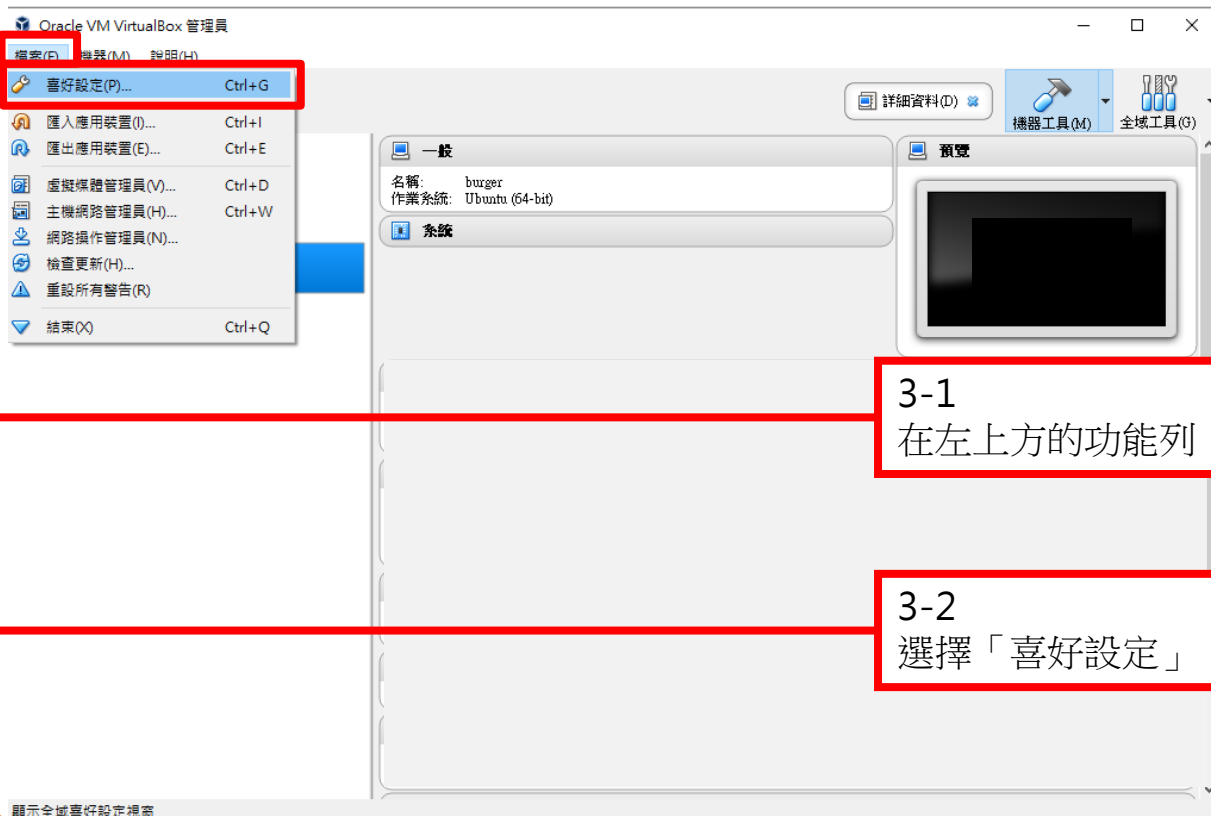 Oracle VM VirtualBox 管理員
檔案(F) 機器(M) 說明(H)
喜好設定(P)... Ctrl+G
匯入應用裝置(I)... Ctrl+I
匯出應用裝置(E)... Ctrl+E
虛擬媒體管理員(V)... Ctrl+D
主機網路管理員(H)... Ctrl+W
網路操作管理員(N)...
檢查更新(H)...
重設所有警告(R)
結束(X) Ctrl+Q
詳細資料(D)
機器工具(M)
全域工具(G)
一般
名稱: burger
作業系統: Ubuntu (64-bit)
系統
預覽
3-1
在左上方的功能列
3-2
選擇「喜好設定」
顯示全域喜好設定視窗